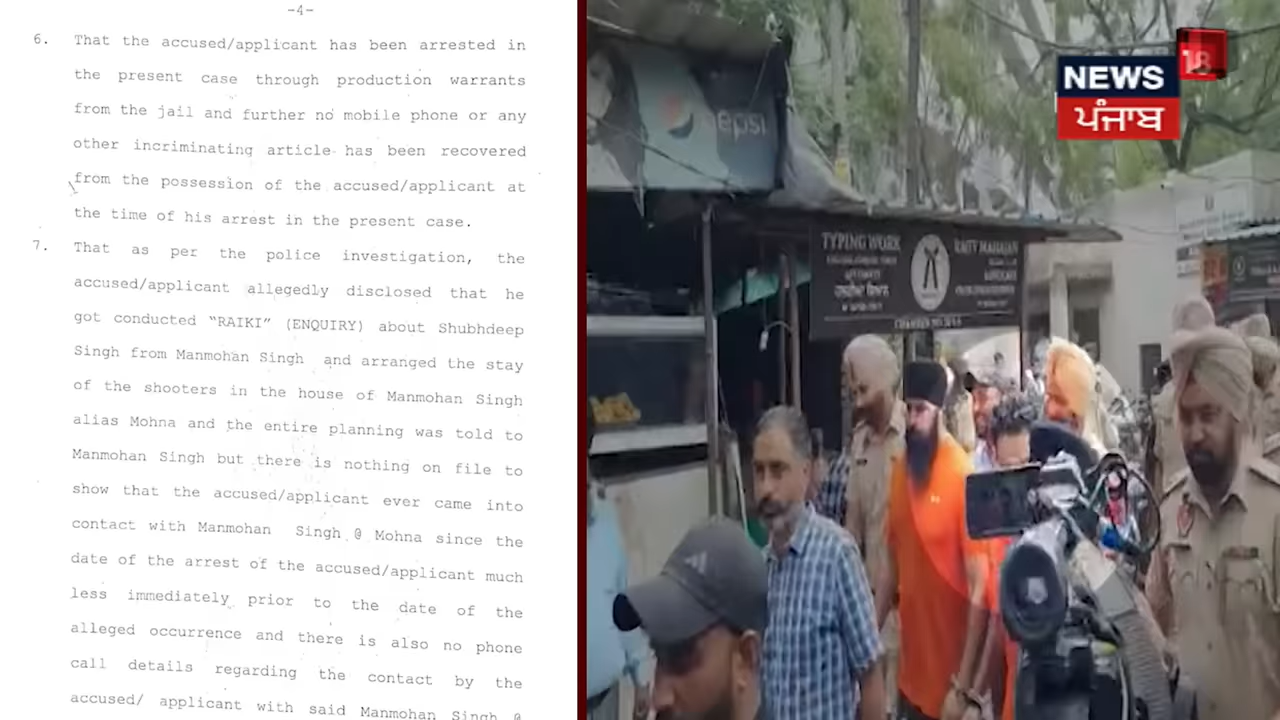 -4-
6. That the accused/applicant has been arrested in
the present case through production warrants
from the jail and further no mobile phone or any
other incriminating article has been recovered
from the possession of the accused/applicant at
the time of his arrest in the present case.
7. That as per the police investigation, the
accused/applicant allegedly disclosed that he
got conducted “RAIKI” (ENQUIRY) about Shubhdeep
Singh from Manmohan Singh and arranged the stay
of the shooters in the house of Manmohan Singh
alias Mohna and the entire planning was told to
Manmohan Singh but there is nothing on file to
show that the accused/applicant ever came into
contact with Manmohan Singh @ Mohna since the
date of the arrest of the accused/applicant much
less immediately prior to the date of the
alleged occurrence and there is also no phone
call details regarding the contact by the
accused/ applicant with said Manmohan Singh @
18
NEWS
ਪੰਜਾਬ
epsi
TYPING WORK
RAJTV MAHAJAN
ADVOCATE